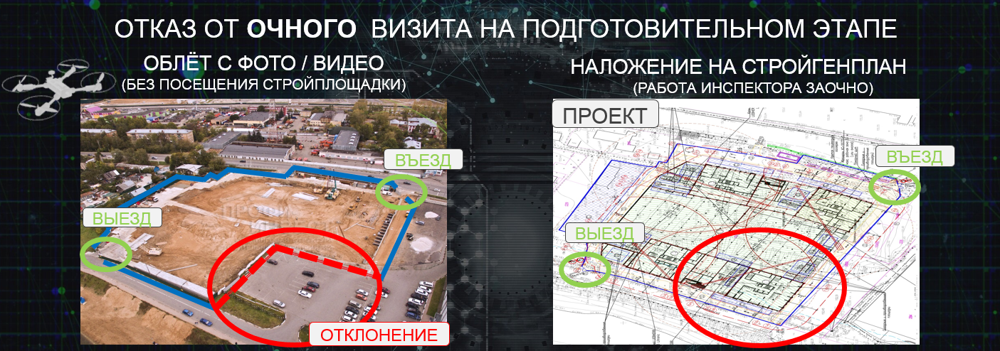 ОТКАЗ ОТ ОЧНОГО ВИЗИТА НА ПОДГОТОВИТЕЛЬНОМ ЭТАПЕ
ОБЛЁТ С ФОТО / ВИДЕО
(БЕЗ ПОСЕЩЕНИЯ СТРОЙПЛОЩАДКИ)
ВЪЕЗД
ВЫЕЗД
ОТКЛОНЕНИЕ
НАЛОЖЕНИЕ НА СТРОЙГЕНПЛАН
(РАБОТА ИНСПЕКТОРА ЗАОЧНО)
ПРОЕКТ
ВЪЕЗД
ВЫЕЗД